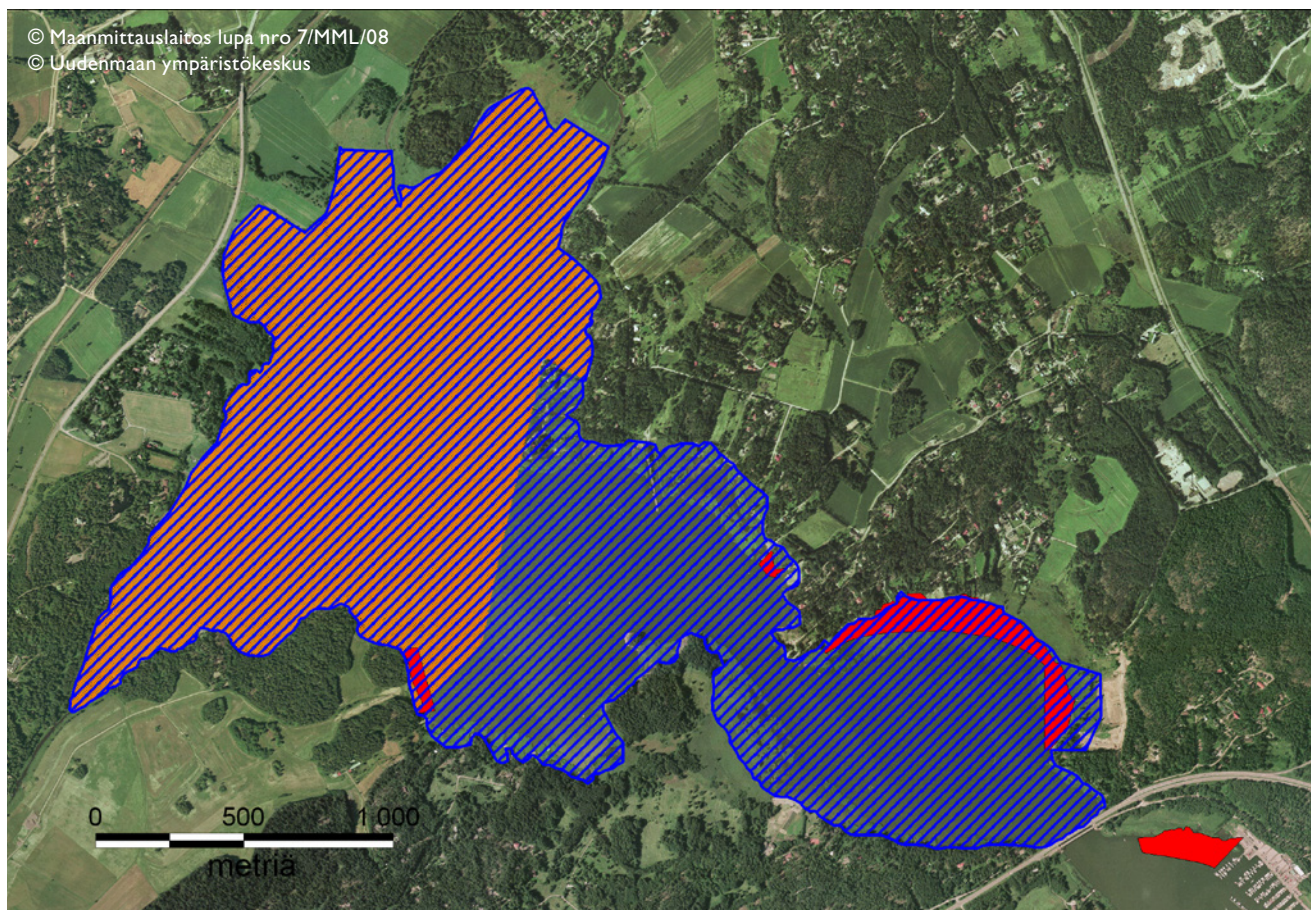 © Maanmittauslaitos lupa nro 7/MML/08
© Uudenmaan ympäristökeskus
0 500 1 000
metriä